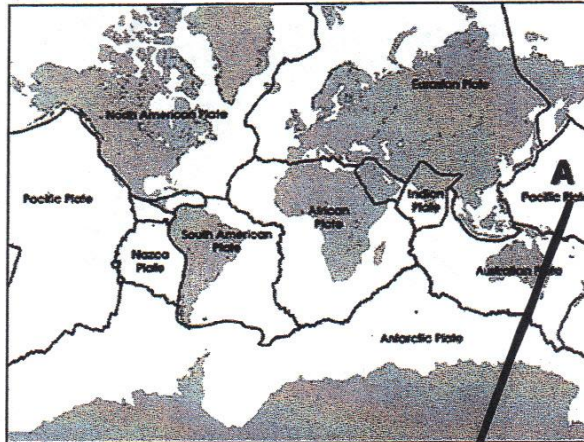 North American Plate
Eurasian Plate
A
Pacific Plate
Pacific
African Plate
Indian Plate
South American Plate
Nazca Plate
Australian Plate
Antarctic Plate